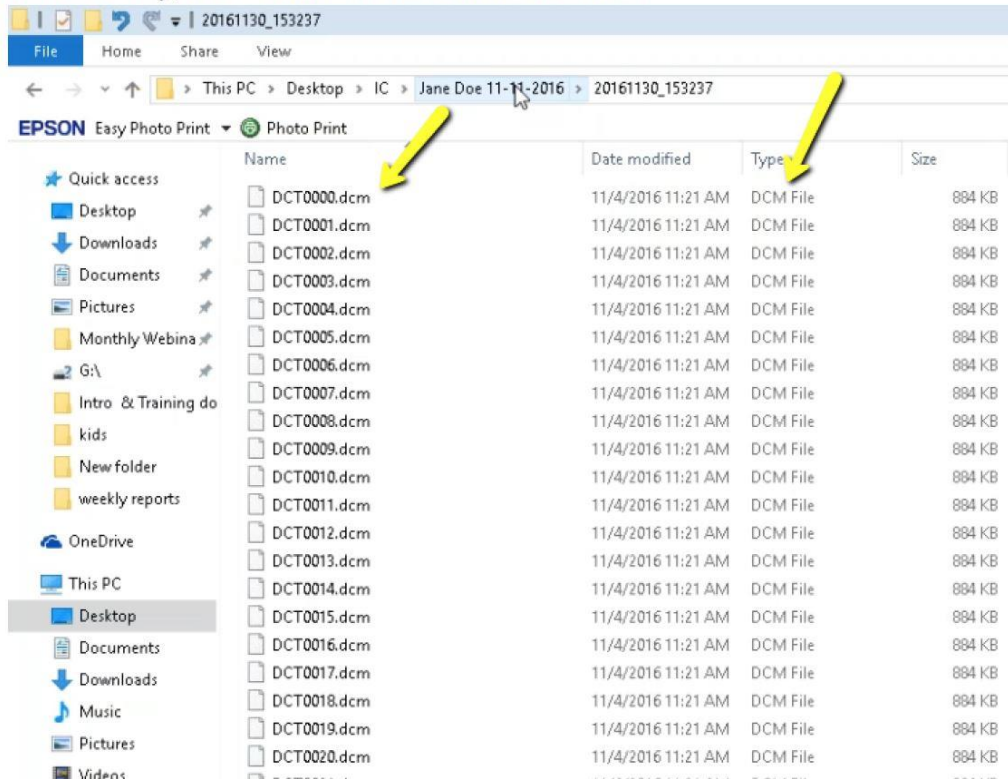 20161130_153237
File Home Share View
This PC > Desktop > IC > Jane Doe 11-11-2016 > 20161130_153237
EPSON Easy Photo Print Photo Print
Name Date modified Type Size
Quick access
Desktop
Downloads
Documents
Pictures
Monthly Webina
G:\
Intro & Training do
kids
New folder
weekly reports
OneDrive
This PC
Desktop
Documents
Downloads
Music
Pictures
Videos
DCT0000.dcm 11/4/2016 11:21 AM DCM File 884 KB
DCT0001.dcm 11/4/2016 11:21 AM DCM File 884 KB
DCT0002.dcm 11/4/2016 11:21 AM DCM File 884 KB
DCT0003.dcm 11/4/2016 11:21 AM DCM File 884 KB
DCT0004.dcm 11/4/2016 11:21 AM DCM File 884 KB
DCT0005.dcm 11/4/2016 11:21 AM DCM File 884 KB
DCT0006.dcm 11/4/2016 11:21 AM DCM File 884 KB
DCT0007.dcm 11/4/2016 11:21 AM DCM File 884 KB
DCT0008.dcm 11/4/2016 11:21 AM DCM File 884 KB
DCT0009.dcm 11/4/2016 11:21 AM DCM File 884 KB
DCT0010.dcm 11/4/2016 11:21 AM DCM File 884 KB
DCT0011.dcm 11/4/2016 11:21 AM DCM File 884 KB
DCT0012.dcm 11/4/2016 11:21 AM DCM File 884 KB
DCT0013.dcm 11/4/2016 11:21 AM DCM File 884 KB
DCT0014.dcm 11/4/2016 11:21 AM DCM File 884 KB
DCT0015.dcm 11/4/2016 11:21 AM DCM File 884 KB
DCT0016.dcm 11/4/2016 11:21 AM DCM File 884 KB
DCT0017.dcm 11/4/2016 11:21 AM DCM File 884 KB
DCT0018.dcm 11/4/2016 11:21 AM DCM File 884 KB
DCT0019.dcm 11/4/2016 11:21 AM DCM File 884 KB
DCT0020.dcm 11/4/2016 11:21 AM DCM File 884 KB